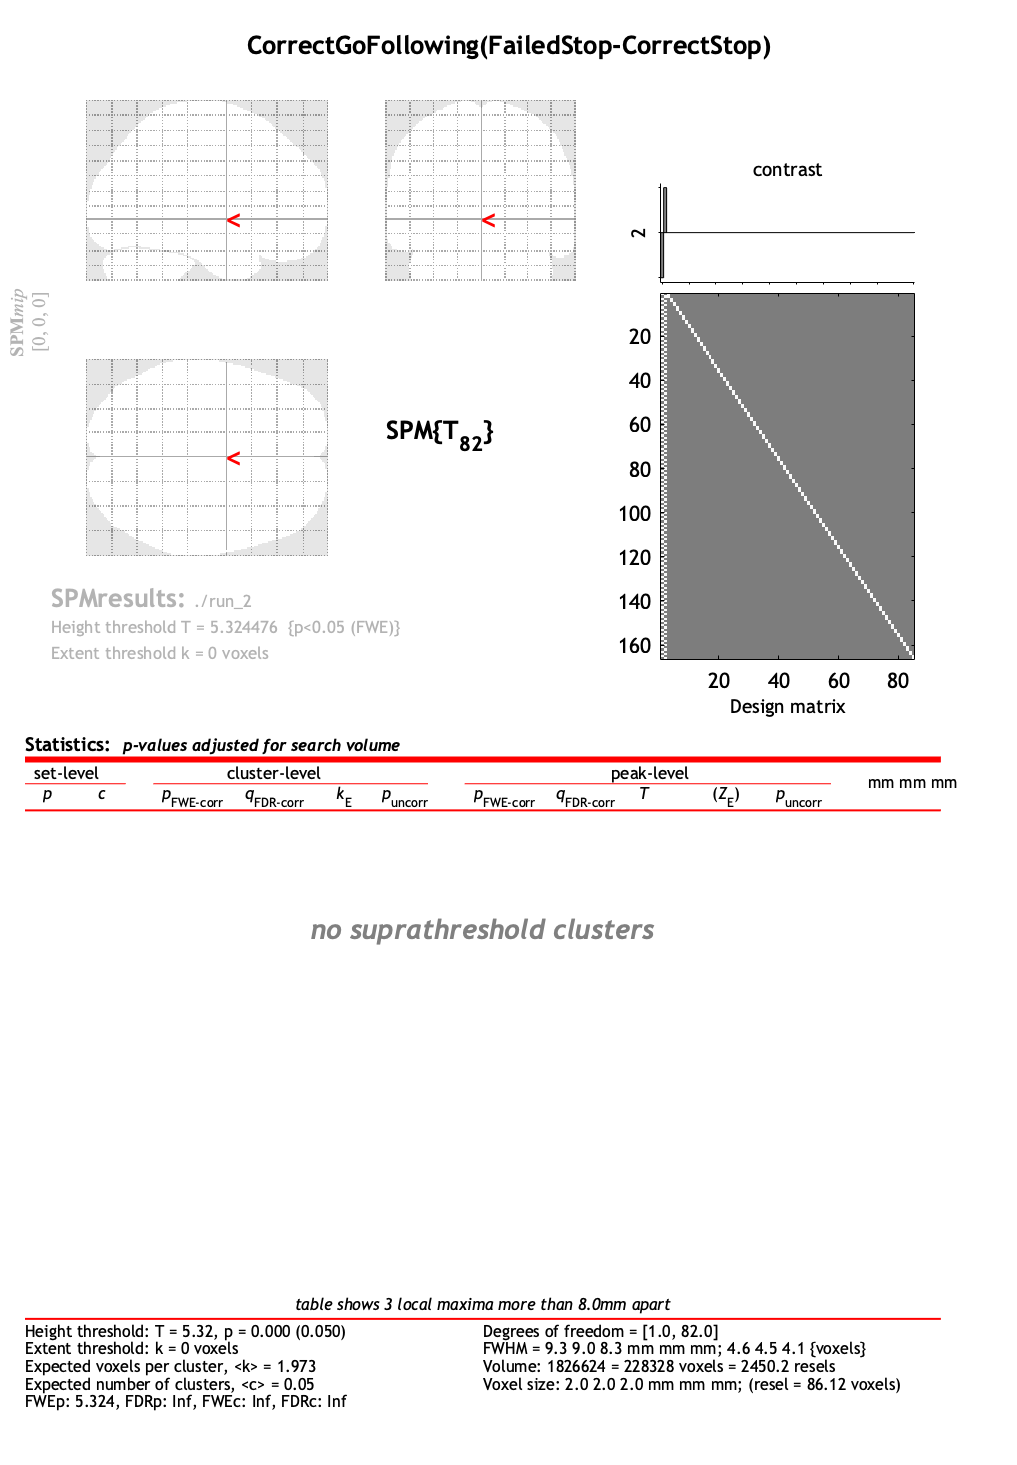 CorrectGoFollowing(FailedStop-CorrectStop)
SPMmip
[0, 0, 0]
<
<
<
SPM{T82}
contrast
2
20
40
60
80
100
120
140
160
20 40 60 80
Design matrix
SPMresults: ./run_2
Height threshold T = 5.324476 {p<0.05 (FWE)}
Extent threshold k = 0 voxels
Statistics: p-values adjusted for search volume
set-level cluster-level peak-level mm mm mm
p c pFWE-corr qFDR-corr kE puncorr pFWE-corr qFDR-corr T (ZE) puncorr
no suprathreshold clusters
table shows 3 local maxima more than 8.0mm apart
Height threshold: T = 5.32, p = 0.000 (0.050)
Extent threshold: k = 0 voxels
Expected voxels per cluster, <k> = 1.973
Expected number of clusters, <c> = 0.05
FWEp: 5.324, FDRp: Inf, FWEc: Inf, FDRc: Inf
Degrees of freedom = [1.0, 82.0]
FWHM = 9.3 9.0 8.3 mm mm mm; 4.6 4.5 4.1 {voxels}
Volume: 1826624 = 228328 voxels = 2450.2 resels
Voxel size: 2.0 2.0 2.0 mm mm mm; (resel = 86.12 voxels)